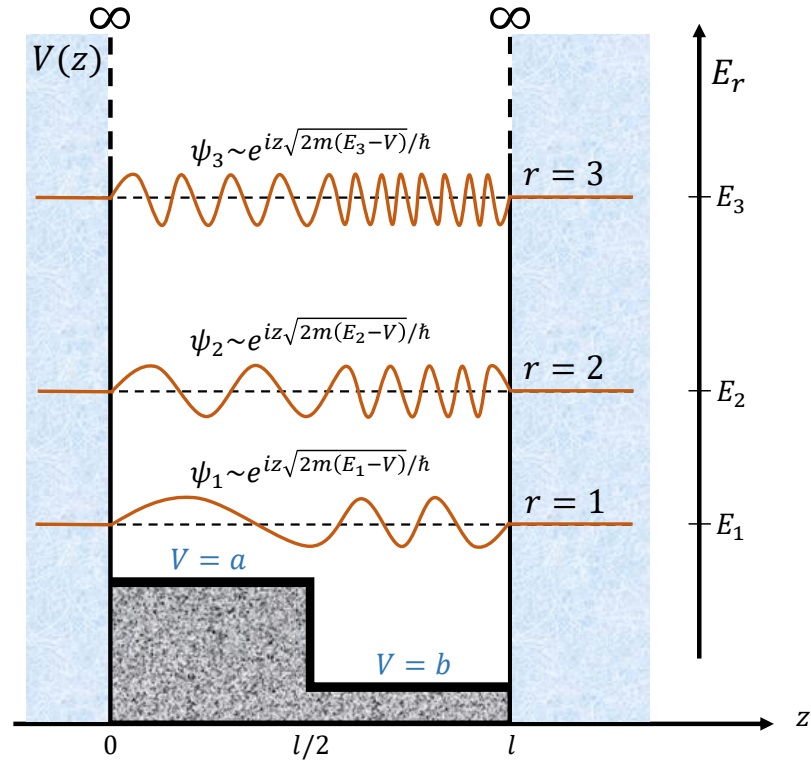 ∞ ∞
V(z)
E_r
ψ_3~e^{iz√(2m(E_3−V)/ħ}
r = 3
E_3
ψ_2~e^{iz√(2m(E_2−V)/ħ}
r = 2
E_2
ψ_1~e^{iz√(2m(E_1−V)/ħ}
r = 1
E_1
V = a
V = b
z
0 l/2 l